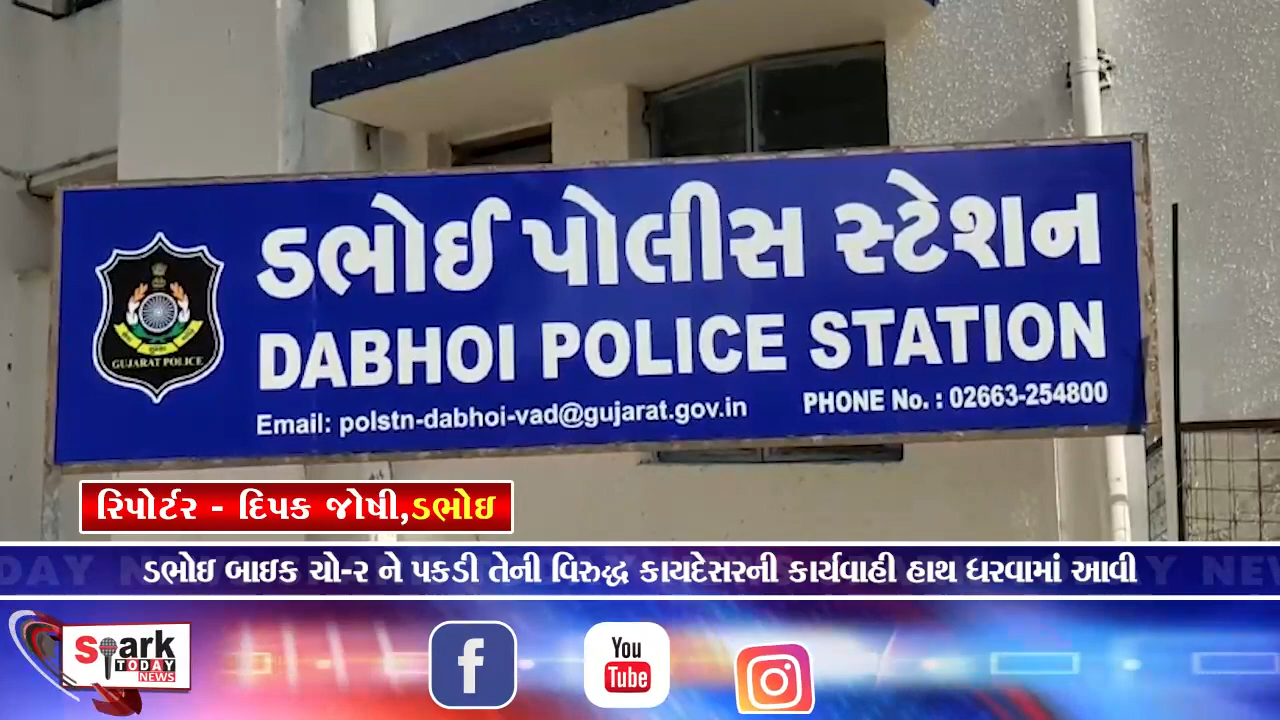 ડભોઈ પોલીસ સ્ટેશન
DABHOI POLICE STATION
Email: polstn-dabhoi-vad@gujarat.gov.in
PHONE No. : 02663-254800
GUJARAT POLICE
રિપોર્ટર - દિપક જોષી,ડભોઇ
ડભોઇ બાઇક ચો-ર ને પકડી તેની વિરુદ્ધ કાયદેસરની કાર્યવાહી હાથ ધરવામાં આવી
Spark
TODAY
NEWS
You
Tube